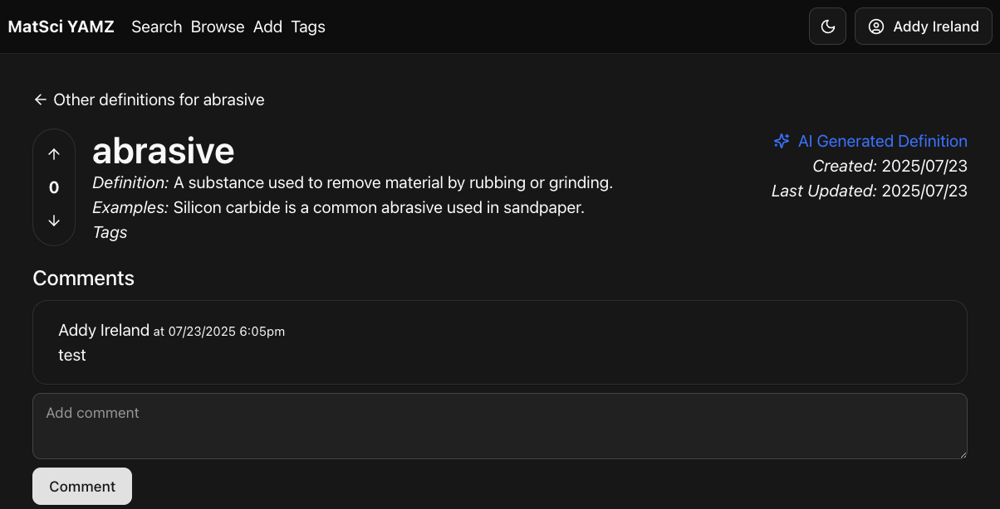 MatSci YAMZ Search Browse Add Tags Addy Ireland
← Other definitions for abrasive
abrasive
0
Definition: A substance used to remove material by rubbing or grinding.
Examples: Silicon carbide is a common abrasive used in sandpaper.
Tags
AI Generated Definition
Created: 2025/07/23
Last Updated: 2025/07/23
Comments
Addy Ireland at 07/23/2025 6:05pm
test
Add comment
Comment